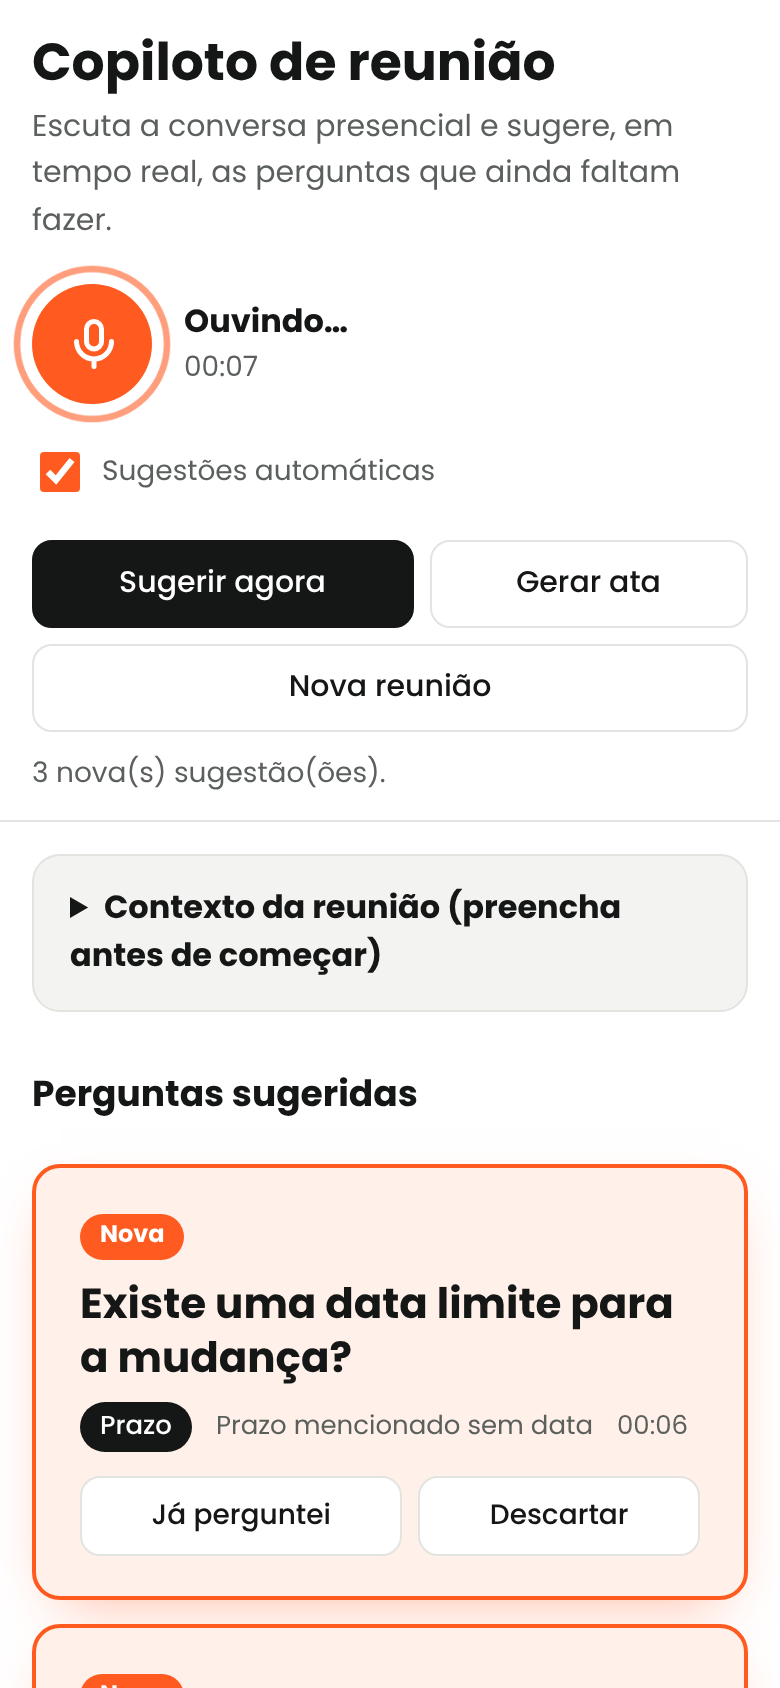 Copiloto de reunião
Escuta a conversa presencial e sugere, em
tempo real, as perguntas que ainda faltam
fazer.
Ouvindo...
00:07
Sugestões automáticas
Sugerir agora
Gerar ata
Nova reunião
3 nova(s) sugestão(ões).
Contexto da reunião (preencha
antes de começar)
Perguntas sugeridas
Nova
Existe uma data limite para
a mudança?
Prazo
Prazo mencionado sem data
00:06
Já perguntei
Descartar